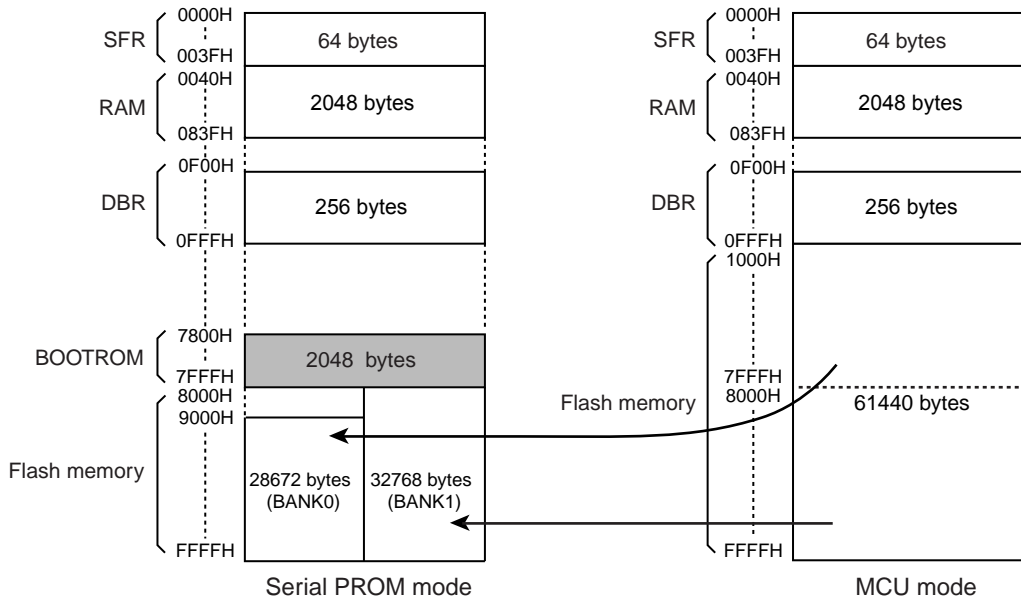 0000H
SFR
64 bytes
003FH
0040H
RAM
2048 bytes
083FH
0F00H
DBR
256 bytes
0FFFH
7800H
BOOTROM
2048 bytes
7FFFH
8000H
9000H
Flash memory
28672 bytes
(BANK0)
32768 bytes
(BANK1)
FFFFH
Serial PROM mode
0000H
SFR
64 bytes
003FH
0040H
RAM
2048 bytes
083FH
0F00H
DBR
256 bytes
0FFFH
1000H
7FFFH
8000H
Flash memory
61440 bytes
FFFFH
MCU mode